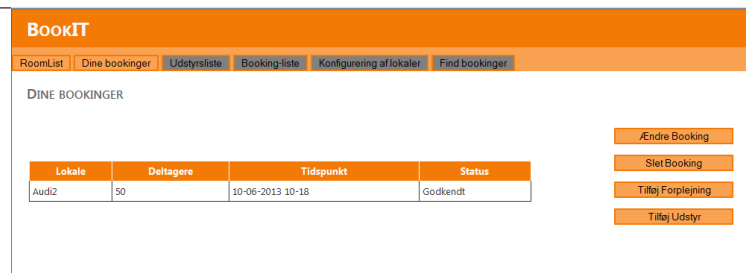 BookIT
RoomList Dine bookinger Udstyrsliste Booking-liste Konfigurering af lokaler Find bookinger
Dine bookinger
Ændre Booking
Slet Booking
Lokale Deltagere Tidspunkt Status
Audi2 50 10-06-2013 10-18 Godkendt
Tilføj Forplejning
Tilføj Udstyr